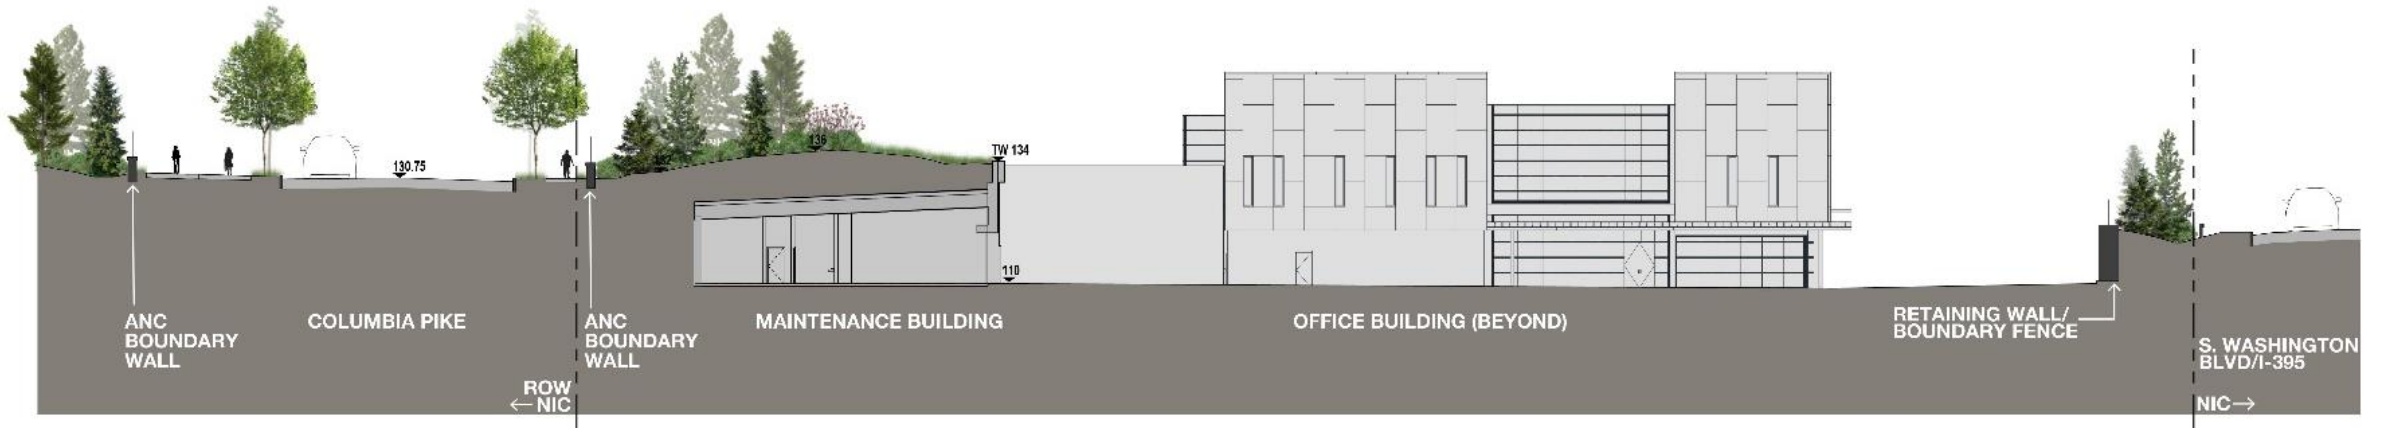 130.75
136
TW 134
110
ANC
BOUNDARY
WALL
COLUMBIA PIKE
ANC
BOUNDARY
WALL
MAINTENANCE BUILDING
OFFICE BUILDING (BEYOND)
RETAINING WALL/
BOUNDARY FENCE
S. WASHINGTON
BLVD/I-395
ROW
←NIC
NIC→